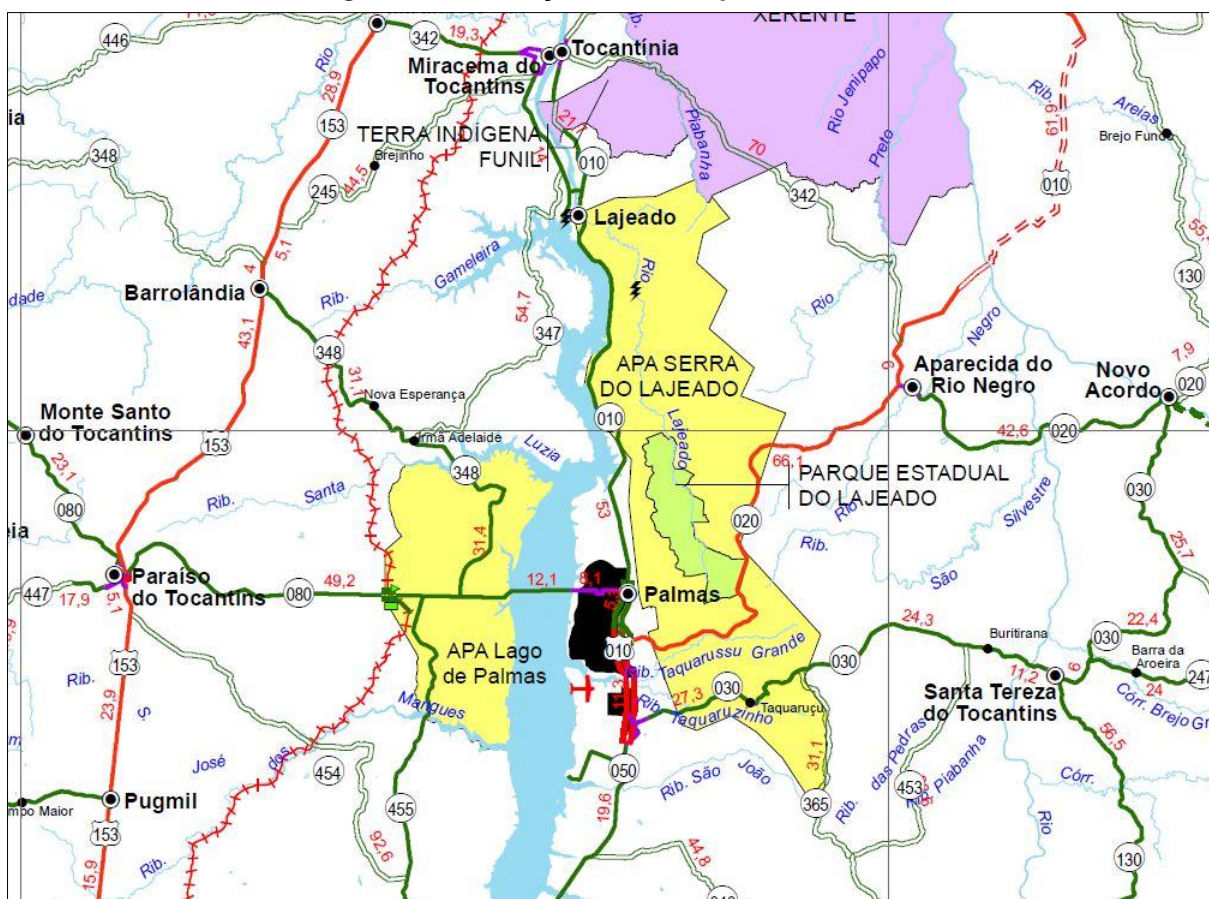 446
342
19,3
Rio
Rib.
XERENTE
Tocantínia
Miracema do
Tocantins
28,9
153
348
245
44,5
Brejinho
TERRA INDÍGENA
FUNIL
21,1
14
010
Piabanha
70
342
Rio Jenipapo
Preto
61,9
010
Rib.
Areias
Brejo Fundo
130
Lajeado
Barrolândia
4
5,1
43,1
Rib.
Gameleira
54,7
347
Rio
Rio
APA SERRA
DO LAJEADO
Negro
9
Aparecida do
Rio Negro
Novo
Acordo
7,9
020
348
31,1
Nova Esperança
Irmã Adelaide
010
Lajeado
42,6
020
Monte Santo
do Tocantins
153
23,1
080
Rib.
Santa
Luzia
348
31,4
53
66,1
020
PARQUE ESTADUAL
DO LAJEADO
Rio
Rib.
Silvestre
São
030
25,7
447
17,9
Paraíso
do Tocantins
5,1
49,2
080
12,1
8,1
Palmas
APA Lago
de Palmas
010
Rib. Taquarussu Grande
030
24,3
Buritirana
22,4
030
Barra da
Aroeira
153
Rib.
23,9
S.
Mangues
27,3
030
Taquaruçu
Rib. Taquaruzinho
11,2
6
Santa Tereza
do Tocantins
24
247
Córr. Brejo
José
dos
454
455
050
Rib. São
João
31,1
365
Rib. das Pedras
453
Rib. Piabanha
56,5
Córr.
Pugmil
153
15,9
Rib.
92,6
19,6
44,8
Rio
130